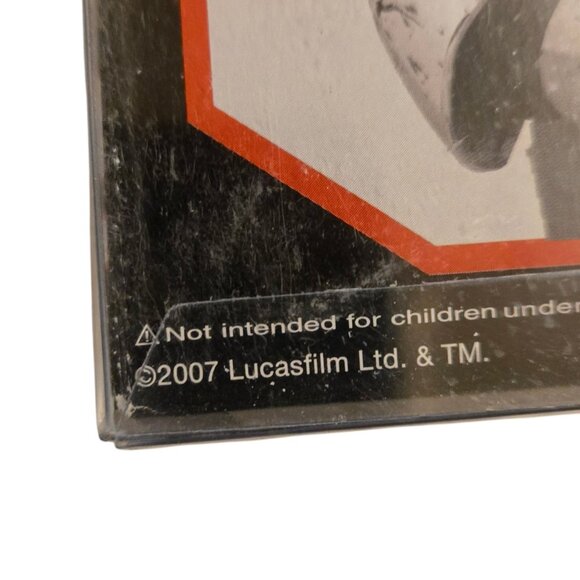 ⚠ Not intended for children under
©2007 Lucasfilm Ltd. & TM.